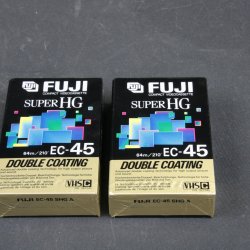 FUJI
COMPACT VIDEOCASSETTE
SUPER HG
64m/210' EC-45
DOUBLE COATING
VHS C
FUJI EC-45 SHG A
FUJI
COMPACT VIDEOCASSETTE
SUPER HG
64m/210' EC-45
DOUBLE COATING
VHS C
FUJI EC-45 SHG A